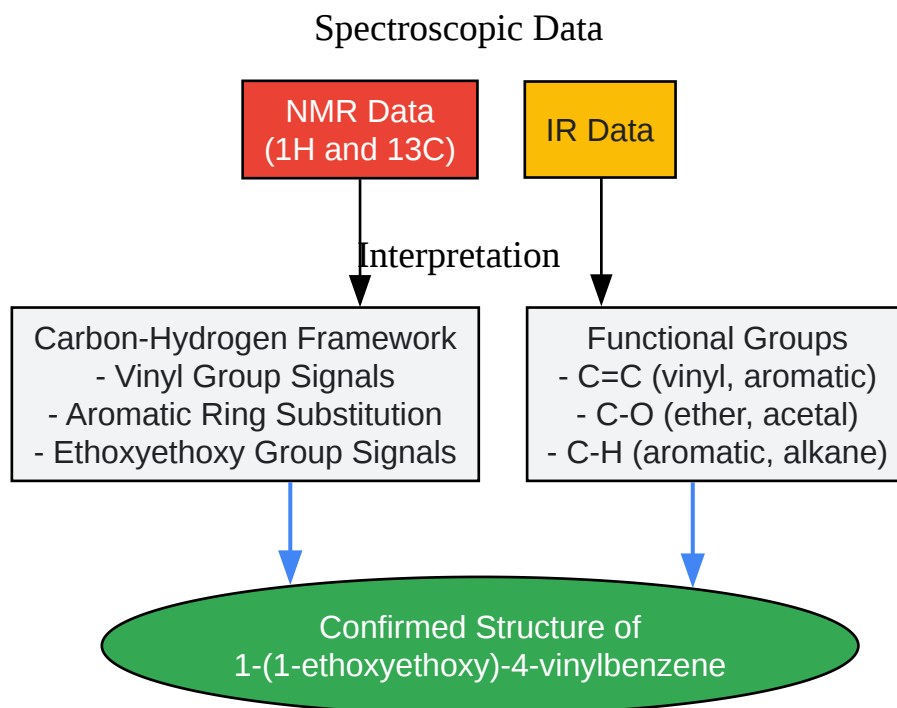 Spectroscopic Data
NMR Data
(1H and 13C)
IR Data
Interpretation
Carbon-Hydrogen Framework
- Vinyl Group Signals
- Aromatic Ring Substitution
- Ethoxyethoxy Group Signals
Functional Groups
- C=C (vinyl, aromatic)
- C-O (ether, acetal)
- C-H (aromatic, alkane)
Confirmed Structure of
1-(1-ethoxyethoxy)-4-vinylbenzene